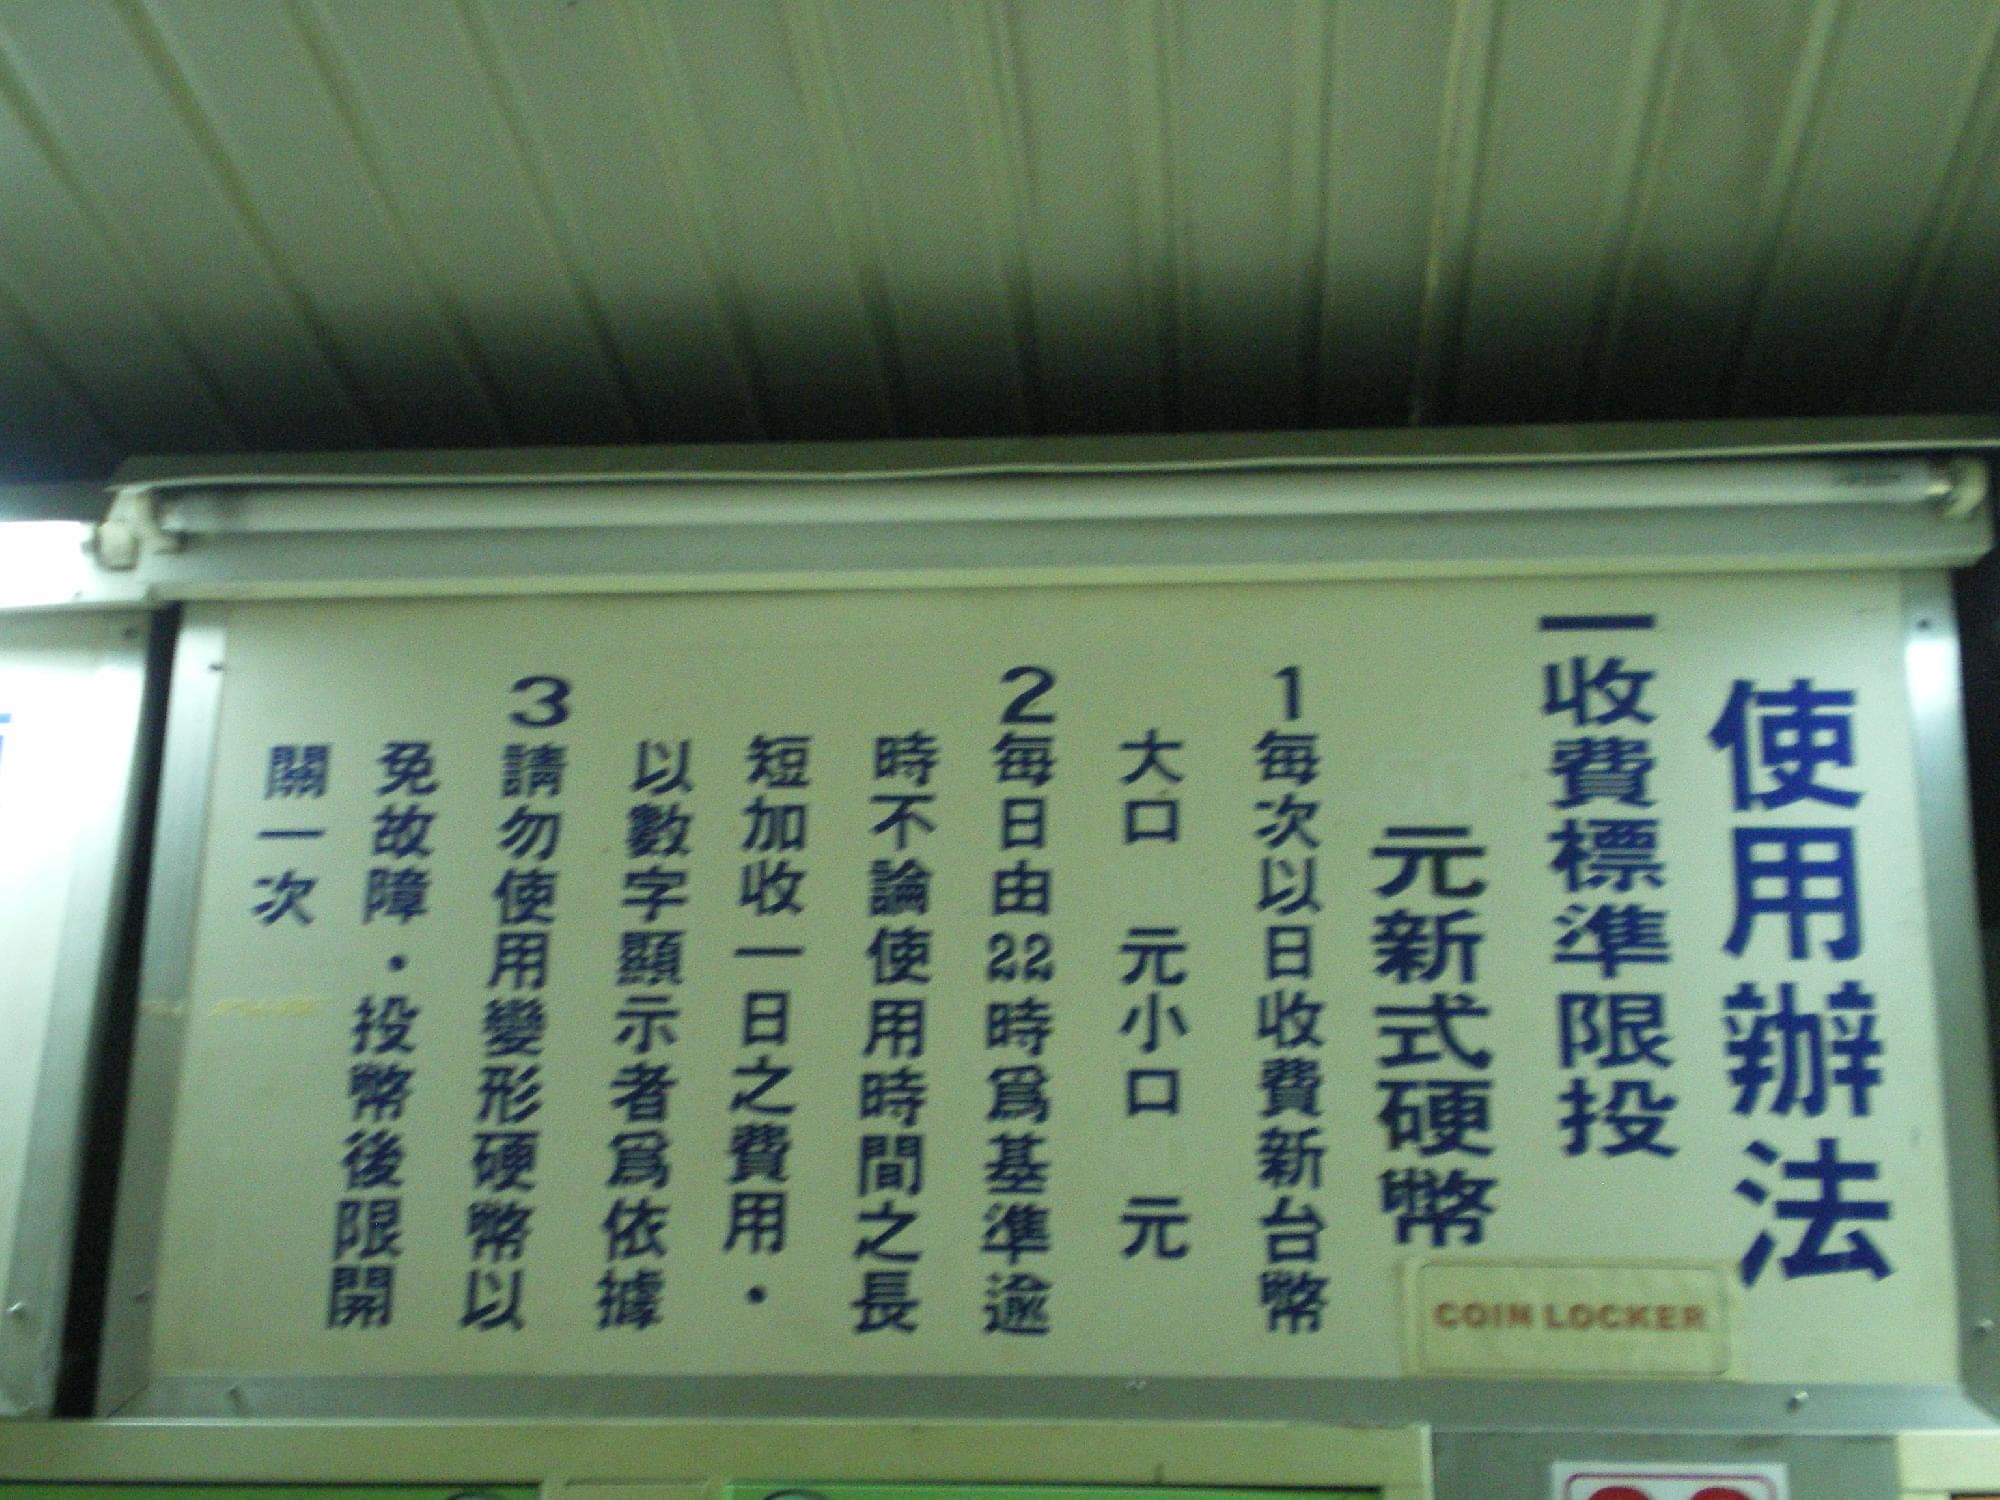 使用辦法
一收費標準限投
元新式硬幣
1每次以日收費新台幣
大口 元小口 元
2每日由22時為基準逾
時不論使用時間之長
短加收一日之費用．
以數字顯示者為依據
3請勿使用變形硬幣以
免故障．投幣後限開
關一次
COIN LOCKER